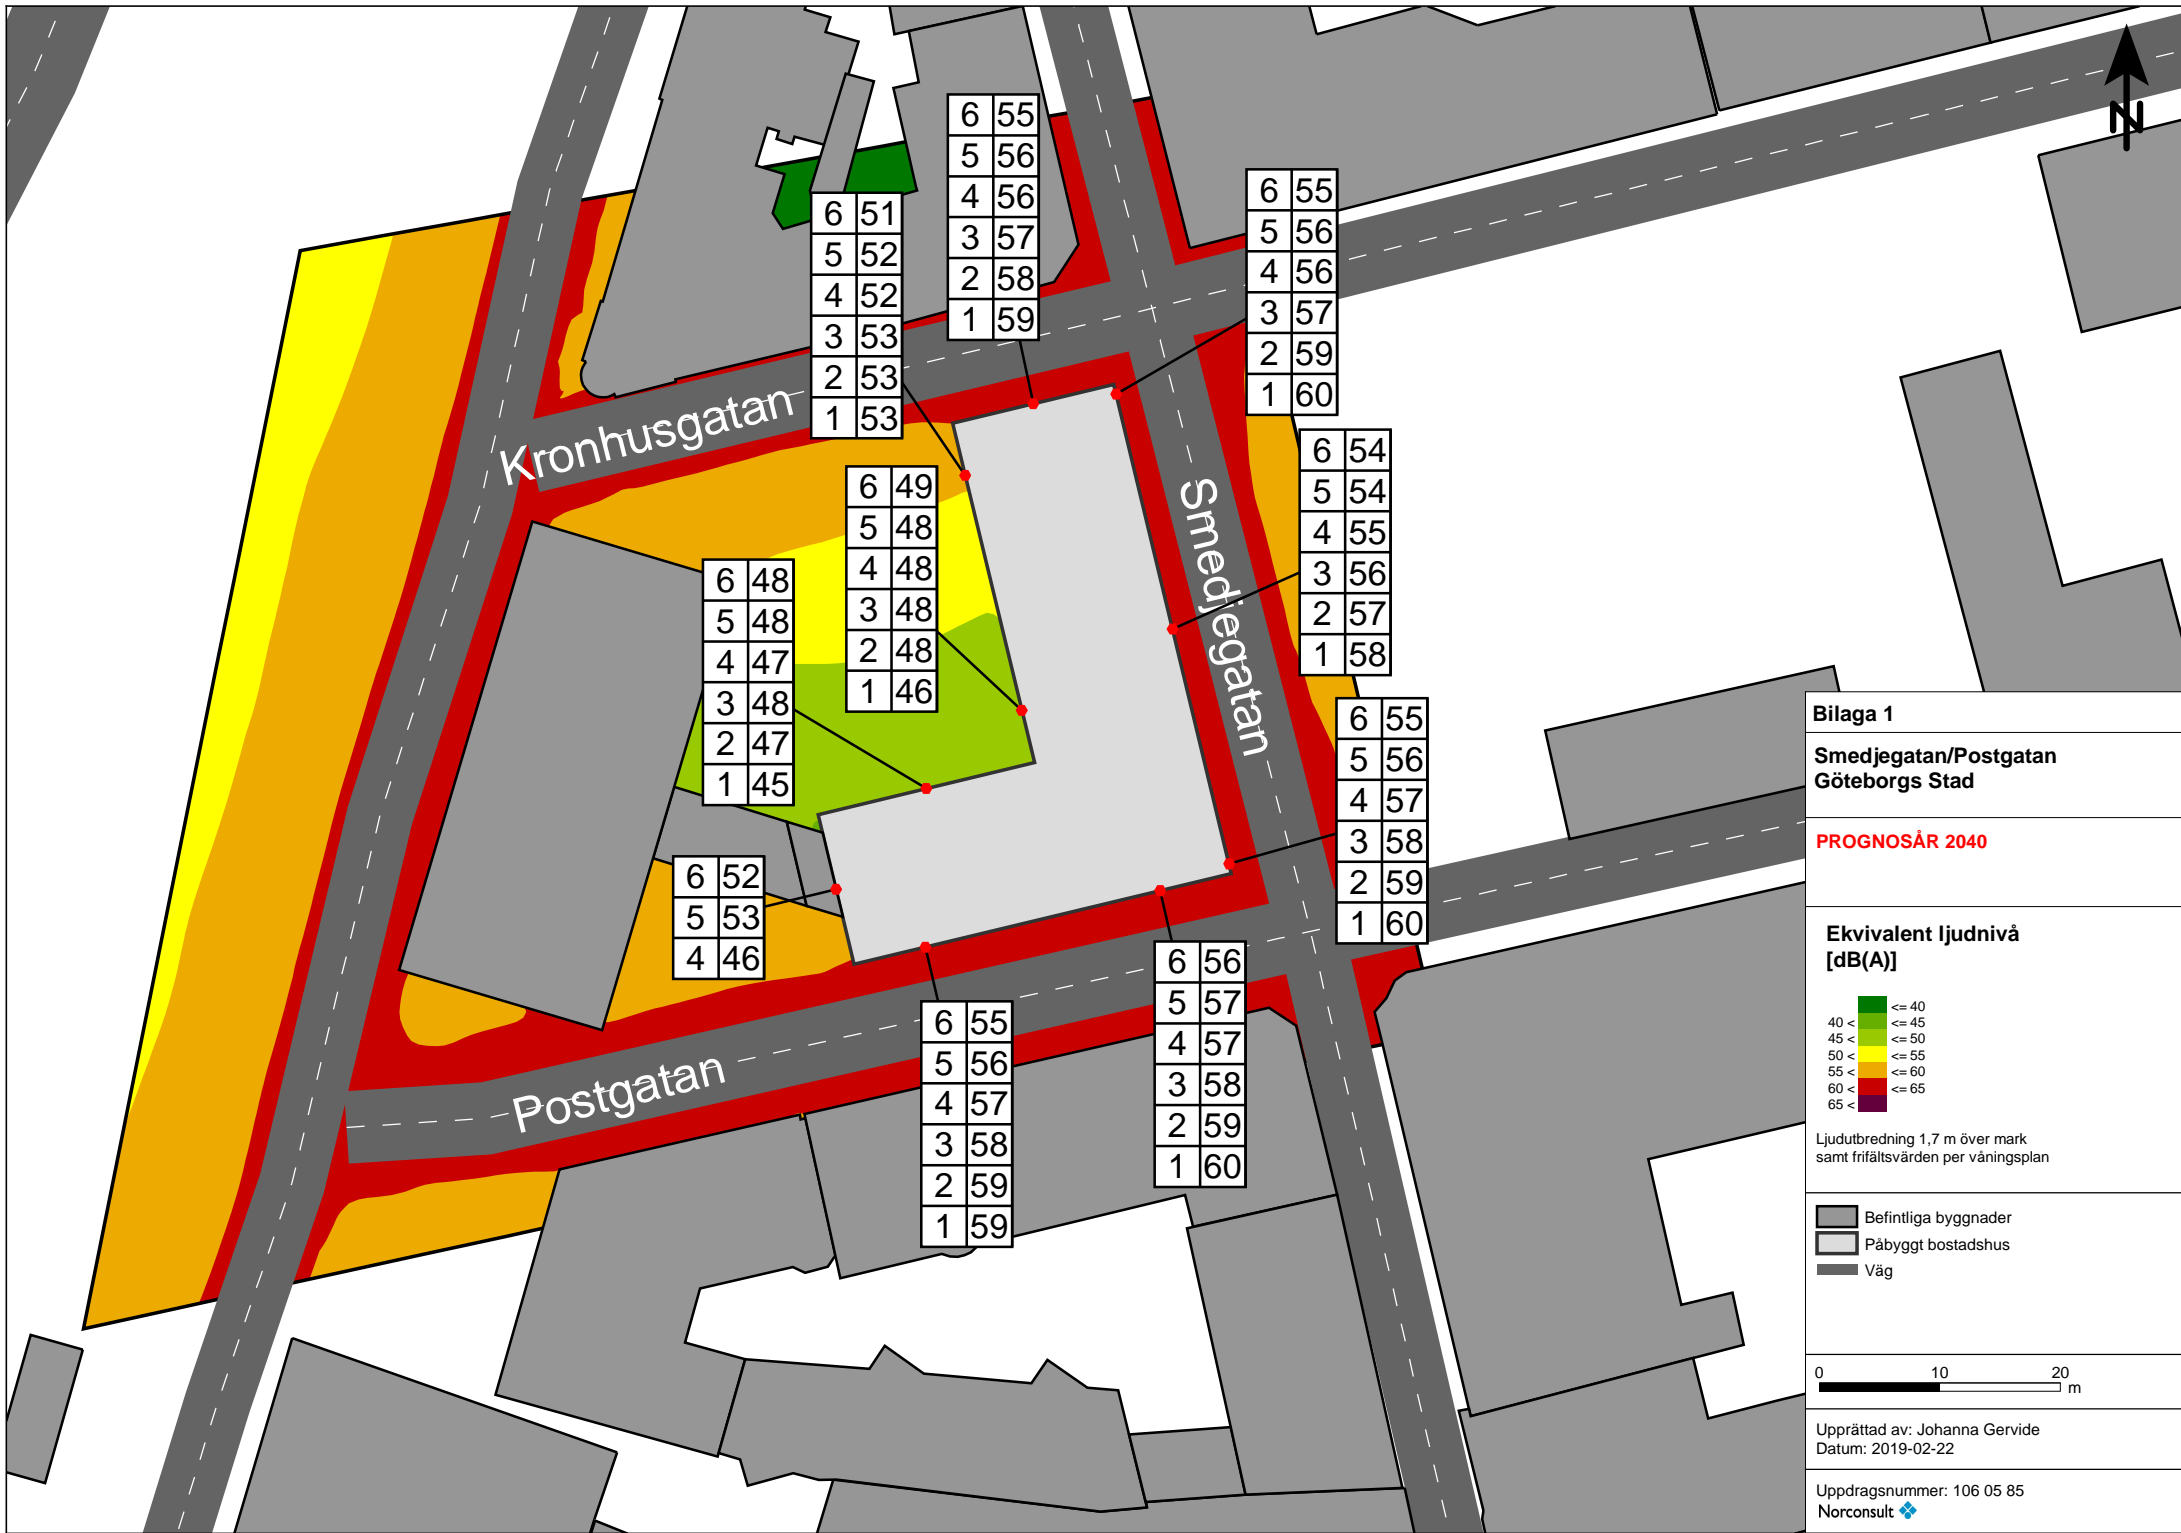 6 55
5 56
4 56
3 57
2 58
1 59
6 55
5 56
4 56
3 57
2 59
1 60
6 51
5 52
4 52
3 53
2 53
1 53
Kronhusgatan
6 54
5 54
4 55
3 56
2 57
1 58
6 49
5 48
4 48
3 48
2 48
1 46
Smedjegatan
6 48
5 48
4 47
3 48
2 47
1 45
6 55
5 56
4 57
3 58
2 59
1 60
6 52
5 53
4 46
6 56
5 57
4 57
3 58
2 59
1 60
6 55
5 56
4 57
3 58
2 59
1 59
Postgatan
N
Bilaga 1
Smedjegatan/Postgatan
Göteborgs Stad
PROGNOSÅR 2040
Ekvivalent ljudnivå
[dB(A)]
<= 40
40 < <= 45
45 < <= 50
50 < <= 55
55 < <= 60
60 < <= 65
65 <
Ljudutbredning 1,7 m över mark
samt frifältsvärden per våningsplan
Befintliga byggnader
Påbyggt bostadshus
Väg
0 10 20
m
Upprättad av: Johanna Gervide
Datum: 2019-02-22
Uppdragsnummer: 106 05 85
Norconsult